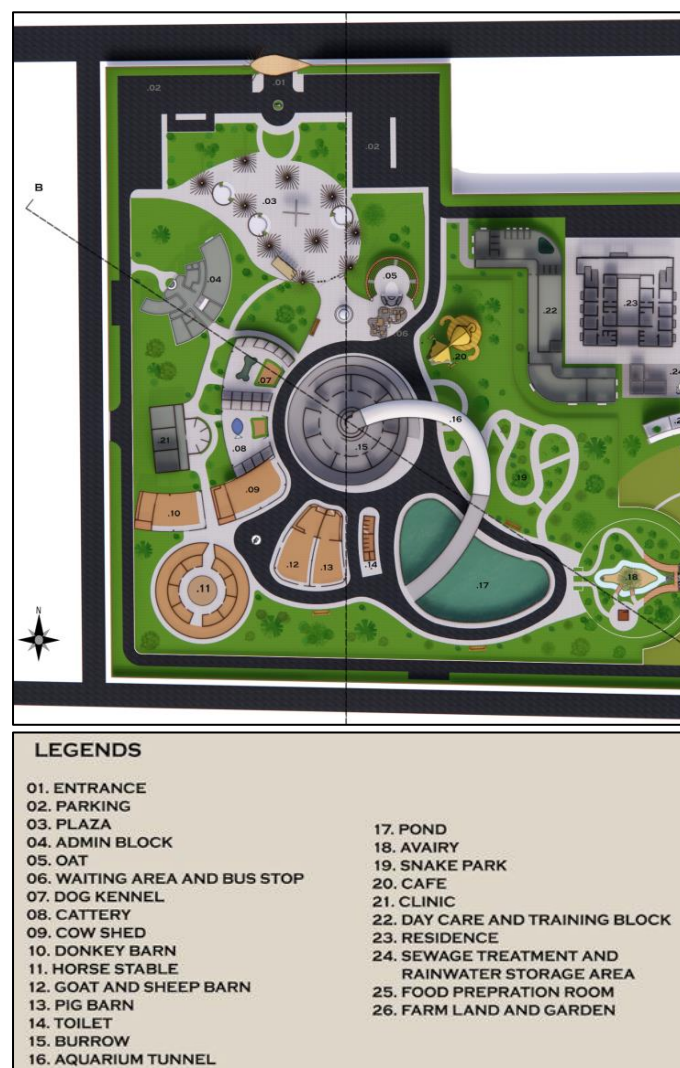 .01
.02
.02
B
.03
.04
.05
.06
.22
.23
.20
.24
.07
.16
.15
.21
.08
.19
.09
.10
.12
.13
.14
.11
.17
.18
N
LEGENDS
01. ENTRANCE
02. PARKING
03. PLAZA
04. ADMIN BLOCK
05. OAT
06. WAITING AREA AND BUS STOP
07. DOG KENNEL
08. CATTERY
09. COW SHED
10. DONKEY BARN
11. HORSE STABLE
12. GOAT AND SHEEP BARN
13. PIG BARN
14. TOILET
15. BURROW
16. AQUARIUM TUNNEL
17. POND
18. AVAIRY
19. SNAKE PARK
20. CAFE
21. CLINIC
22. DAY CARE AND TRAINING BLOCK
23. RESIDENCE
24. SEWAGE TREATMENT AND
RAINWATER STORAGE AREA
25. FOOD PREPRATION ROOM
26. FARM LAND AND GARDEN